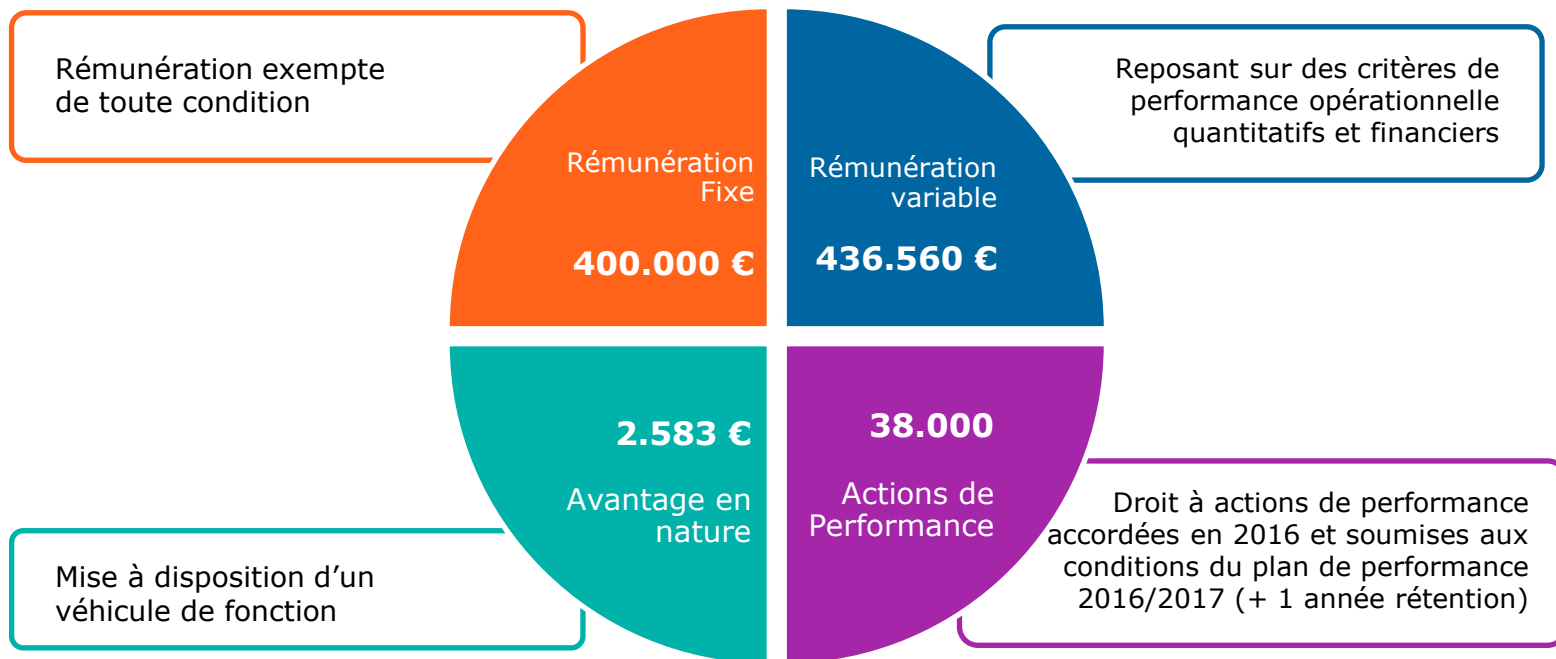 Rémunération exempte
de toute condition
Rémunération
Fixe
400.000 €
Rémunération
variable
436.560 €
Reposant sur des critères de
performance opérationnelle
quantitatifs et financiers
2.583 €
Avantage en
nature
Mise à disposition d’un
véhicule de fonction
38.000
Actions de
Performance
Droit à actions de performance
accordées en 2016 et soumises aux
conditions du plan de performance
2016/2017 (+ 1 année rétention)